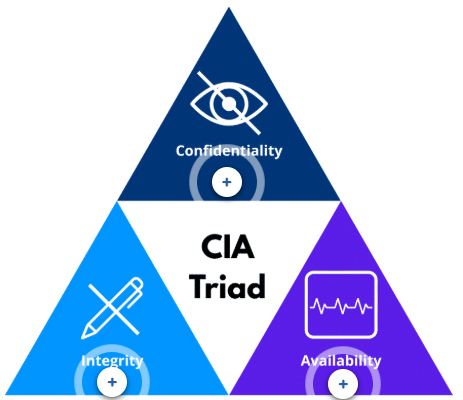 Confidentiality
+
CIA
Triad
Integrity
+
Availability
+